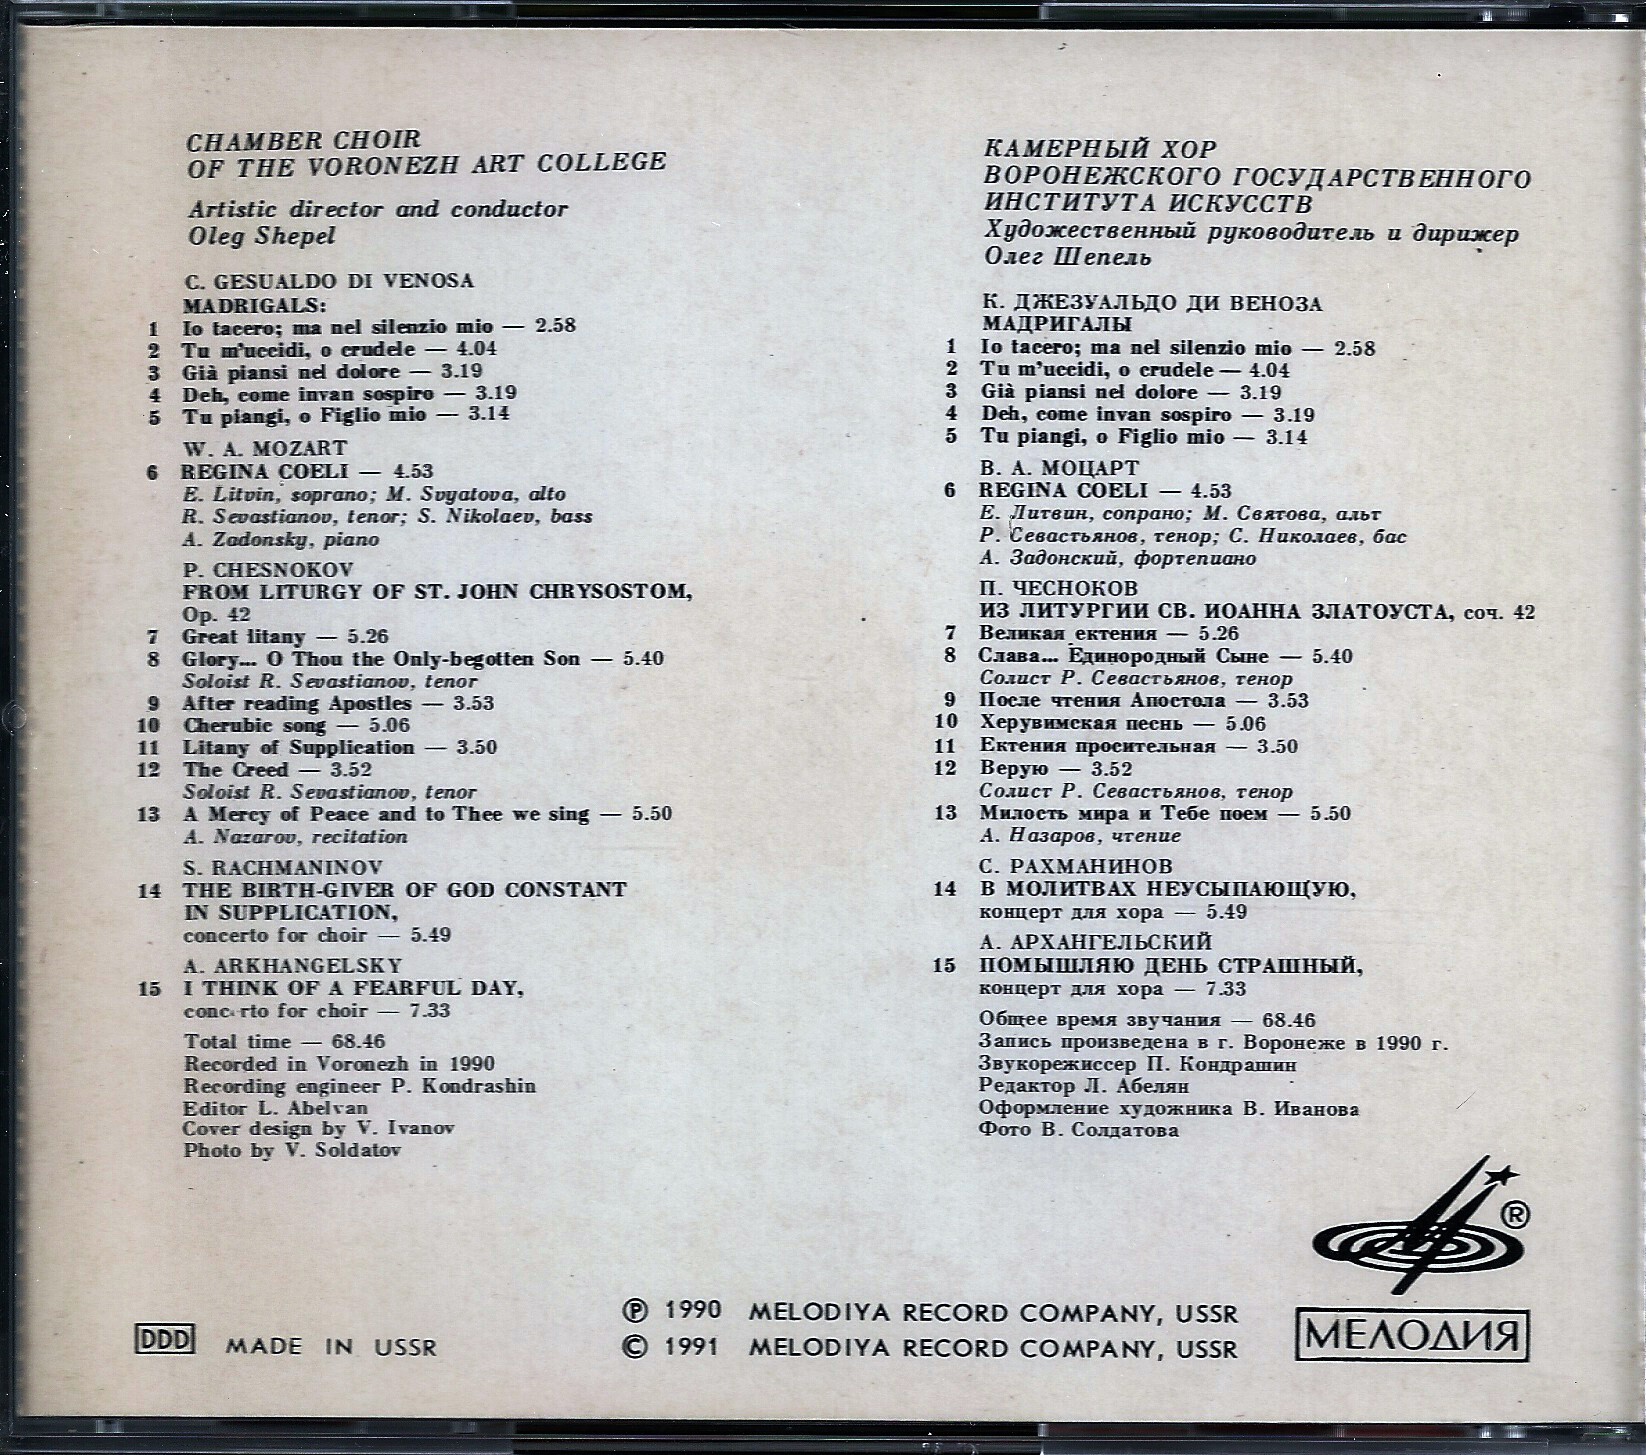 CHAMBER CHOIR
OF THE VORONEZH ART COLLEGE
Artistic director and conductor
Oleg Shepel
C. GESUALDO DI VENOSA
MADRIGALS:
1 Io tacero; ma nel silenzio mio — 2.58
2 Tu m'uccidi, o crudele — 4.04
3 Già piansi nel dolore — 3.19
4 Deh, come invan sospiro — 3.19
5 Tu piangi, o Figlio mio — 3.14
W. A. MOZART
6 REGINA COELI — 4.53
E. Litvin, soprano; M. Svyatova, alto
R. Sevastianov, tenor; S. Nikolaev, bass
A. Zadonsky, piano
P. CHESNOKOV
FROM LITURGY OF ST. JOHN CHRYSOSTOM,
Op. 42
7 Great litany — 5.26
8 Glory... O Thou the Only-begotten Son — 5.40
Soloist R. Sevastianov, tenor
9 After reading Apostles — 3.53
10 Cherubic song — 5.06
11 Litany of Supplication — 3.50
12 The Creed — 3.52
Soloist R. Sevastianov, tenor
13 A Mercy of Peace and to Thee we sing — 5.50
A. Nazarov, recitation
S. RACHMANINOV
14 THE BIRTH-GIVER OF GOD CONSTANT
IN SUPPLICATION,
concerto for choir — 5.49
A. ARKHANGELSKY
15 I THINK OF A FEARFUL DAY,
concerto for choir — 7.33
Total time — 68.46
Recorded in Voronezh in 1990
Recording engineer P. Kondrashin
Editor L. Abelyan
Cover design by V. Ivanov
Photo by V. Soldatov
КАМЕРНЫЙ ХОР
ВОРОНЕЖСКОГО ГОСУДАРСТВЕННОГО
ИНСТИТУТА ИСКУССТВ
Художественный руководитель и дирижер
Олег Шепель
К. ДЖЕЗУАЛЬДО ДИ ВЕНОЗА
МАДРИГАЛЫ
1 Io tacero; ma nel silenzio mio — 2.58
2 Tu m'uccidi, o crudele — 4.04
3 Già piansi nel dolore — 3.19
4 Deh, come invan sospiro — 3.19
5 Tu piangi, o Figlio mio — 3.14
В. А. МОЦАРТ
6 REGINA COELI — 4.53
Е. Литвин, сопрано; М. Святова, альт
Р. Севастьянов, тенор; С. Николаев, бас
А. Задонский, фортепиано
П. ЧЕСНОКОВ
ИЗ ЛИТУРГИИ СВ. ИОАННА ЗЛАТОУСТА, соч. 42
7 Великая ектения — 5.26
8 Слава... Единородный Сыне — 5.40
Солист Р. Севастьянов, тенор
9 После чтения Апостола — 3.53
10 Херувимская песнь — 5.06
11 Ектения просительная — 3.50
12 Верую — 3.52
Солист Р. Севастьянов, тенор
13 Милость мира и Тебе поем — 5.50
А. Назаров, чтение
С. РАХМАНИНОВ
14 В МОЛИТВАХ НЕУСЫПАЮЩУЮ,
концерт для хора — 5.49
А. АРХАНГЕЛЬСКИЙ
15 ПОМЫШЛЯЮ ДЕНЬ СТРАШНЫЙ,
концерт для хора — 7.33
Общее время звучания — 68.46
Запись произведена в г. Воронеже в 1990 г.
Звукорежиссер П. Кондрашин
Редактор Л. Абелян
Оформление художника В. Иванова
Фото В. Солдатова
®
МЕЛОДИЯ
DDD MADE IN USSR
℗ 1990 MELODIYA RECORD COMPANY, USSR
© 1991 MELODIYA RECORD COMPANY, USSR